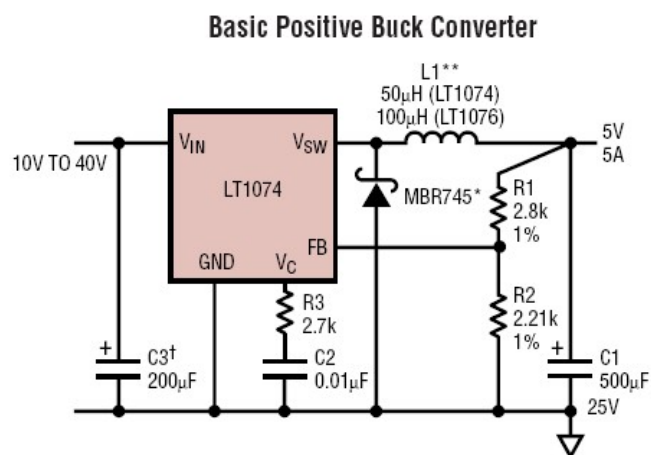 Basic Positive Buck Converter
L1**
50µH (LT1074)
100µH (LT1076)
VIN
VSW
5V
5A
10V TO 40V
LT1074
MBR745*
R1
2.8k
1%
FB
GND
VC
R3
2.7k
R2
2.21k
1%
+
C3†
200µF
C2
0.01µF
+
C1
500µF
25V